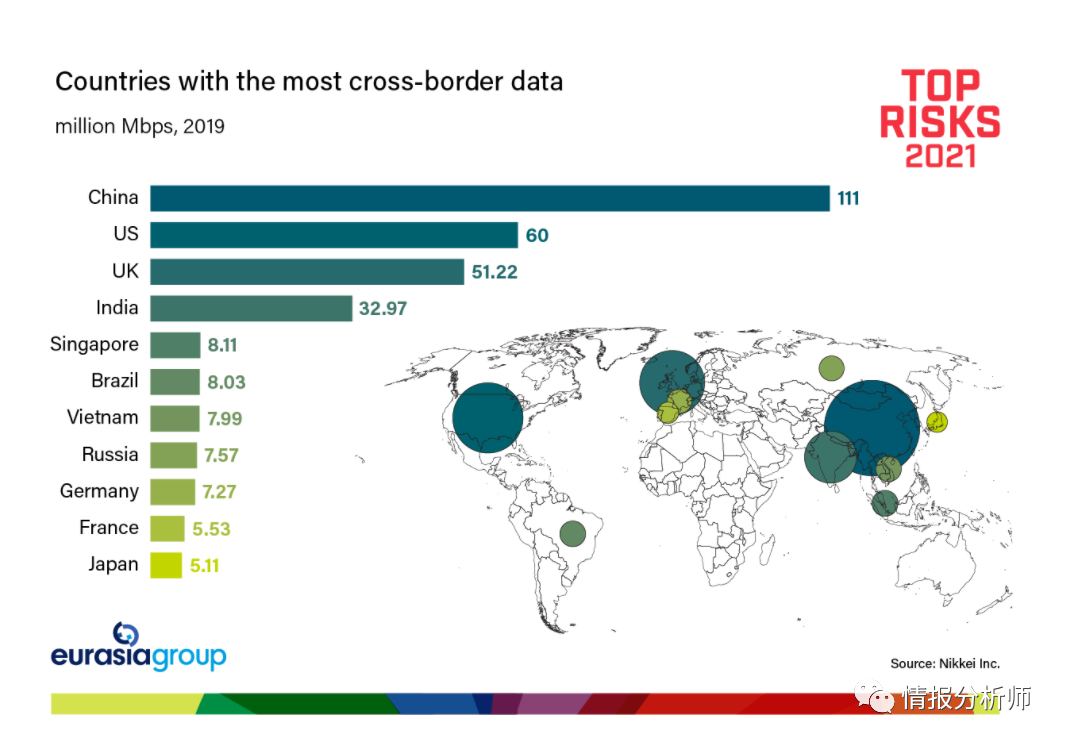 Countries with the most cross-border data
million Mbps, 2019
TOP
RISKS
2021
China 111
US 60
UK 51.22
India 32.97
Singapore 8.11
Brazil 8.03
Vietnam 7.99
Russia 7.57
Germany 7.27
France 5.53
Japan 5.11
eurasiagroup
Source: Nikkei Inc.
情报分析师